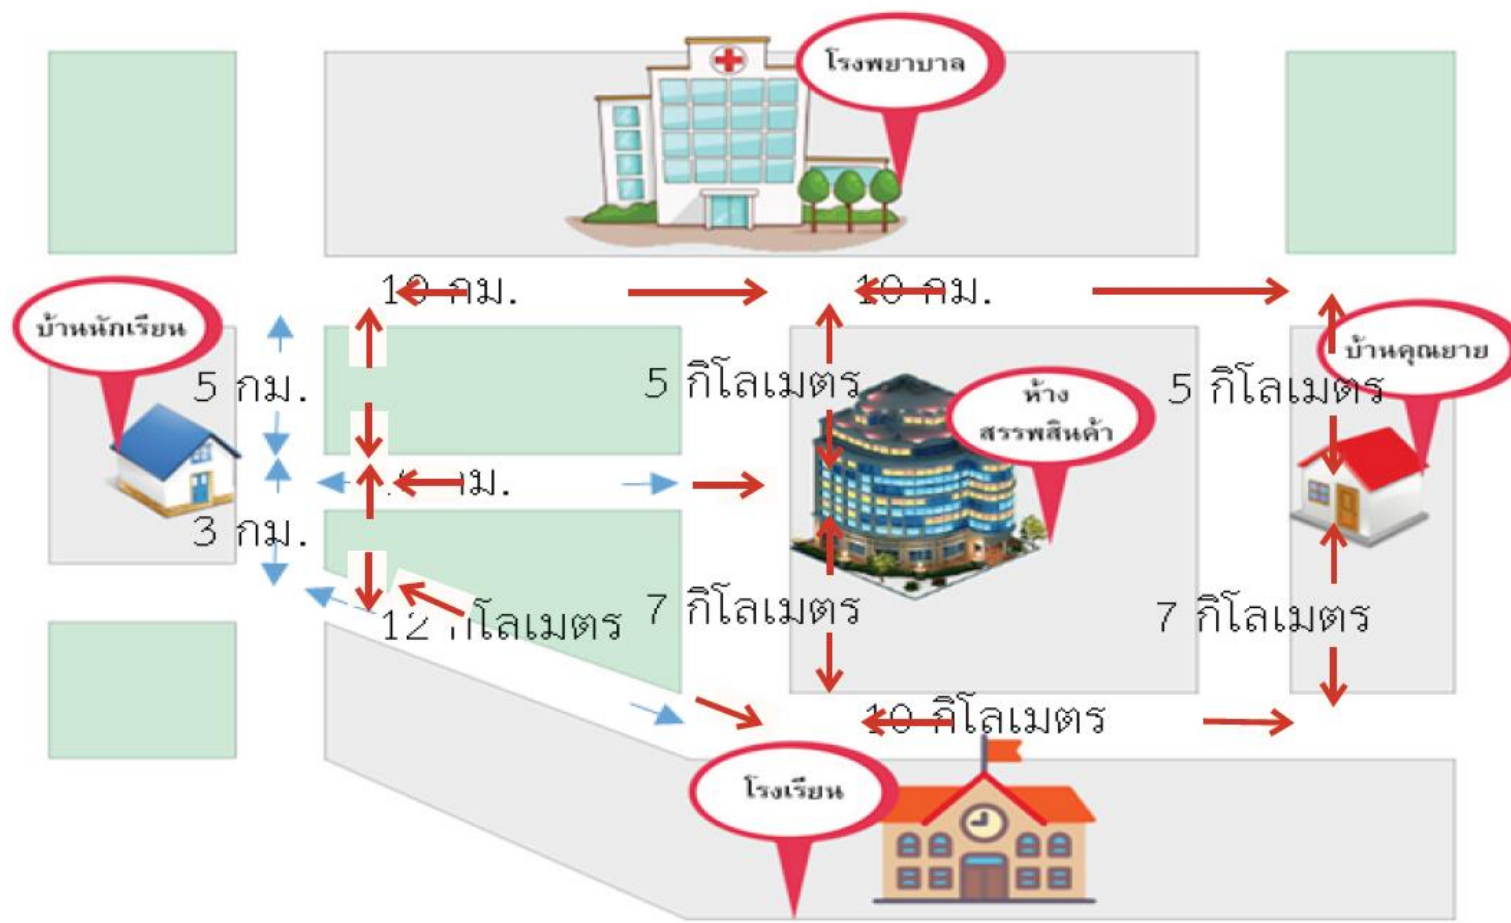 โรงพยาบาล
10 กม.
10 กม.
บ้านนักเรียน
บ้านคุณยาย
5 กม.
5 กิโลเมตร
5 กิโลเมตร
ห้าง
สรรพสินค้า
กม.
3 กม.
12 กิโลเมตร
7 กิโลเมตร
7 กิโลเมตร
10 กิโลเมตร
โรงเรียน